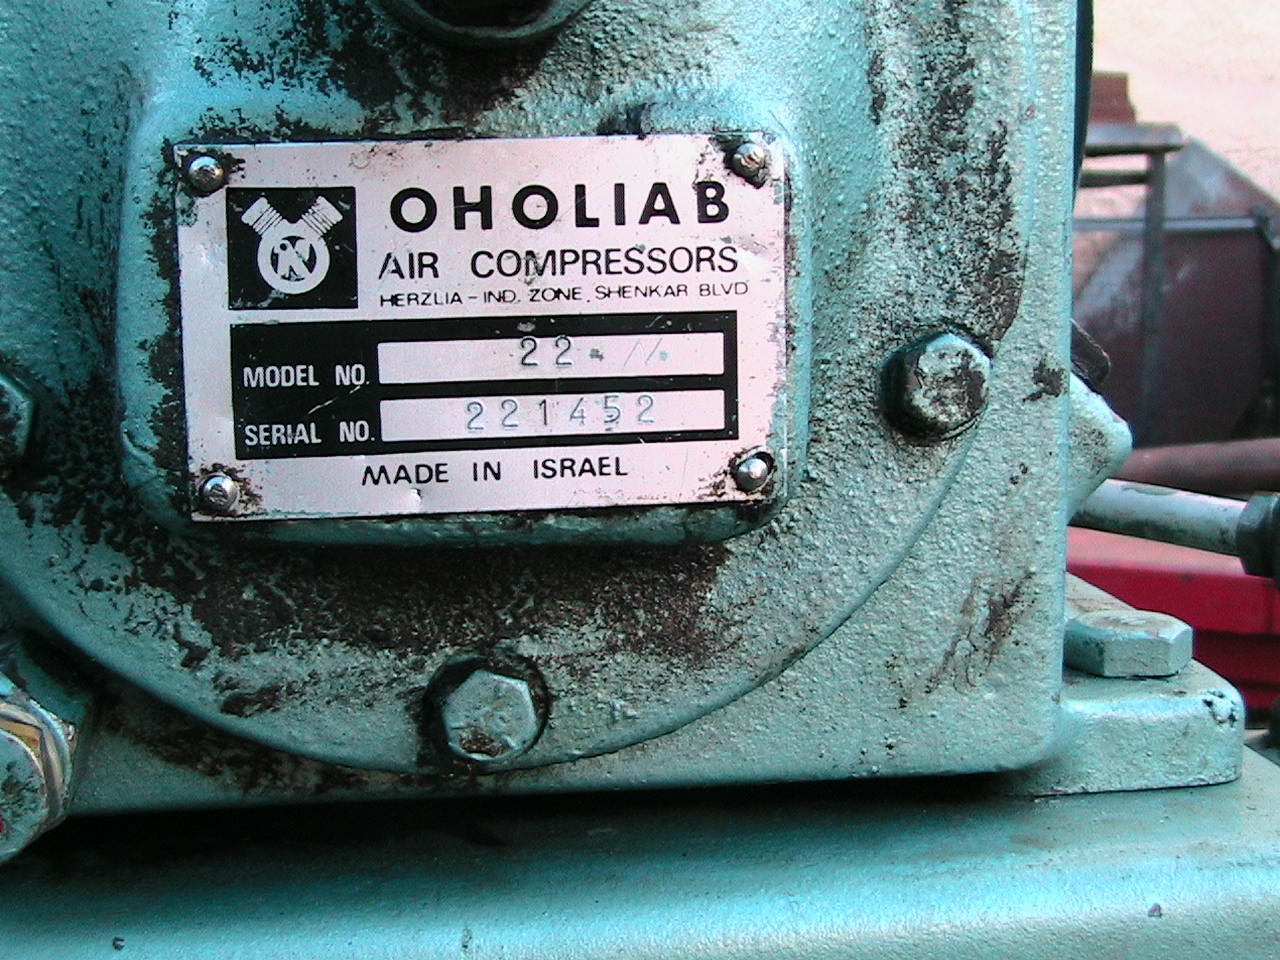 OHOLIAB
AIR COMPRESSORS
HERZLIA - IND. ZONE. SHENKAR BLVD
MODEL NO. 22
SERIAL NO. 221452
MADE IN ISRAEL